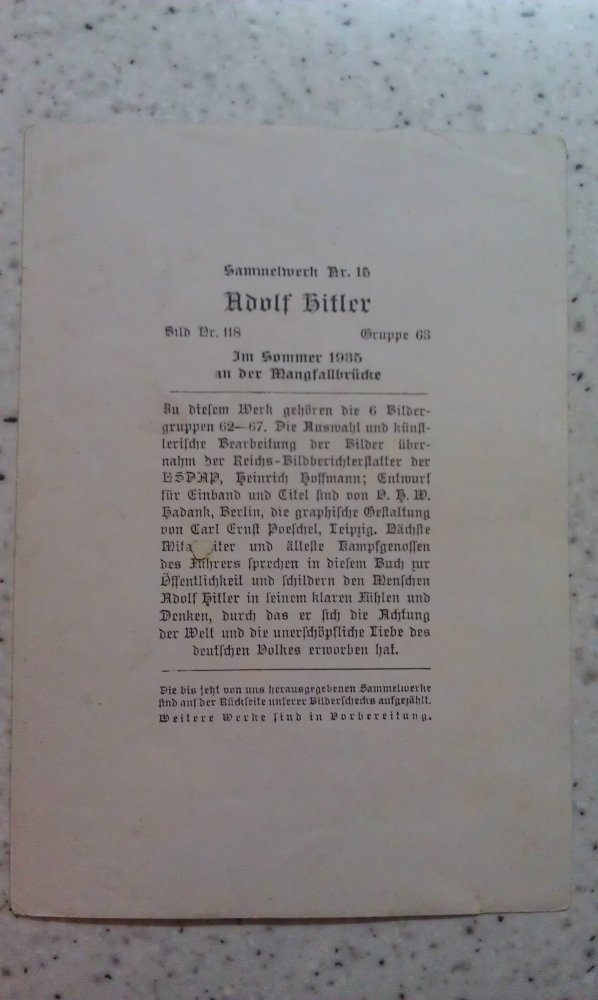 Sammelwerk Nr. 15
Adolf Hitler
Bild Nr. 118 Gruppe 63
Im Sommer 1935
an der Mangfallbrücke
Zu diesem Werk gehören die 6 Bilder-
gruppen 62—67. Die Auswahl und künst-
lerische Bearbeitung der Bilder über-
nahm der Reichs-Bildberichterstatter der
NSDAP, Heinrich Hoffmann; Entwurf
für Einband und Titel sind von O. H. W.
Hadank, Berlin, die graphische Gestaltung
von Carl Ernst Poeschel, Leipzig. Nächste
und älteste Kampfgenossen
des Führers sprechen in diesem Buch zur
Öffentlichkeit und schildern den Menschen
Adolf Hitler in seinem klaren Fühlen und
Denken, durch das er sich die Achtung
der Welt und die unerschöpfliche Liebe des
deutschen Volkes erworben hat.
Die bis jetzt von uns herausgegebenen Sammelwerke
sind auf der Rückseite unserer Bilderschecks aufgezählt.
Weitere Werke sind in Vorbereitung.